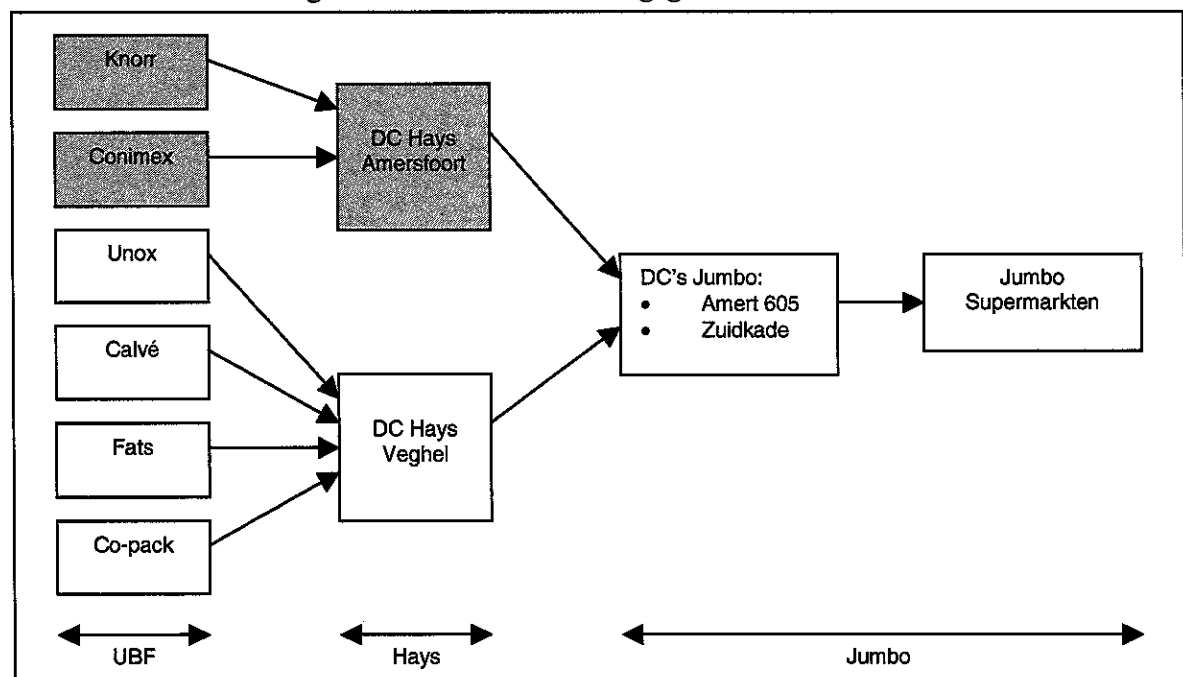 Knorr
Conimex
Unox
Calvé
Fats
Co-pack
DC Hays
Amersfoort
DC Hays
Veghel
DC's Jumbo:
• Amert 605
• Zuidkade
Jumbo
Supermarkten
UBF
Hays
Jumbo